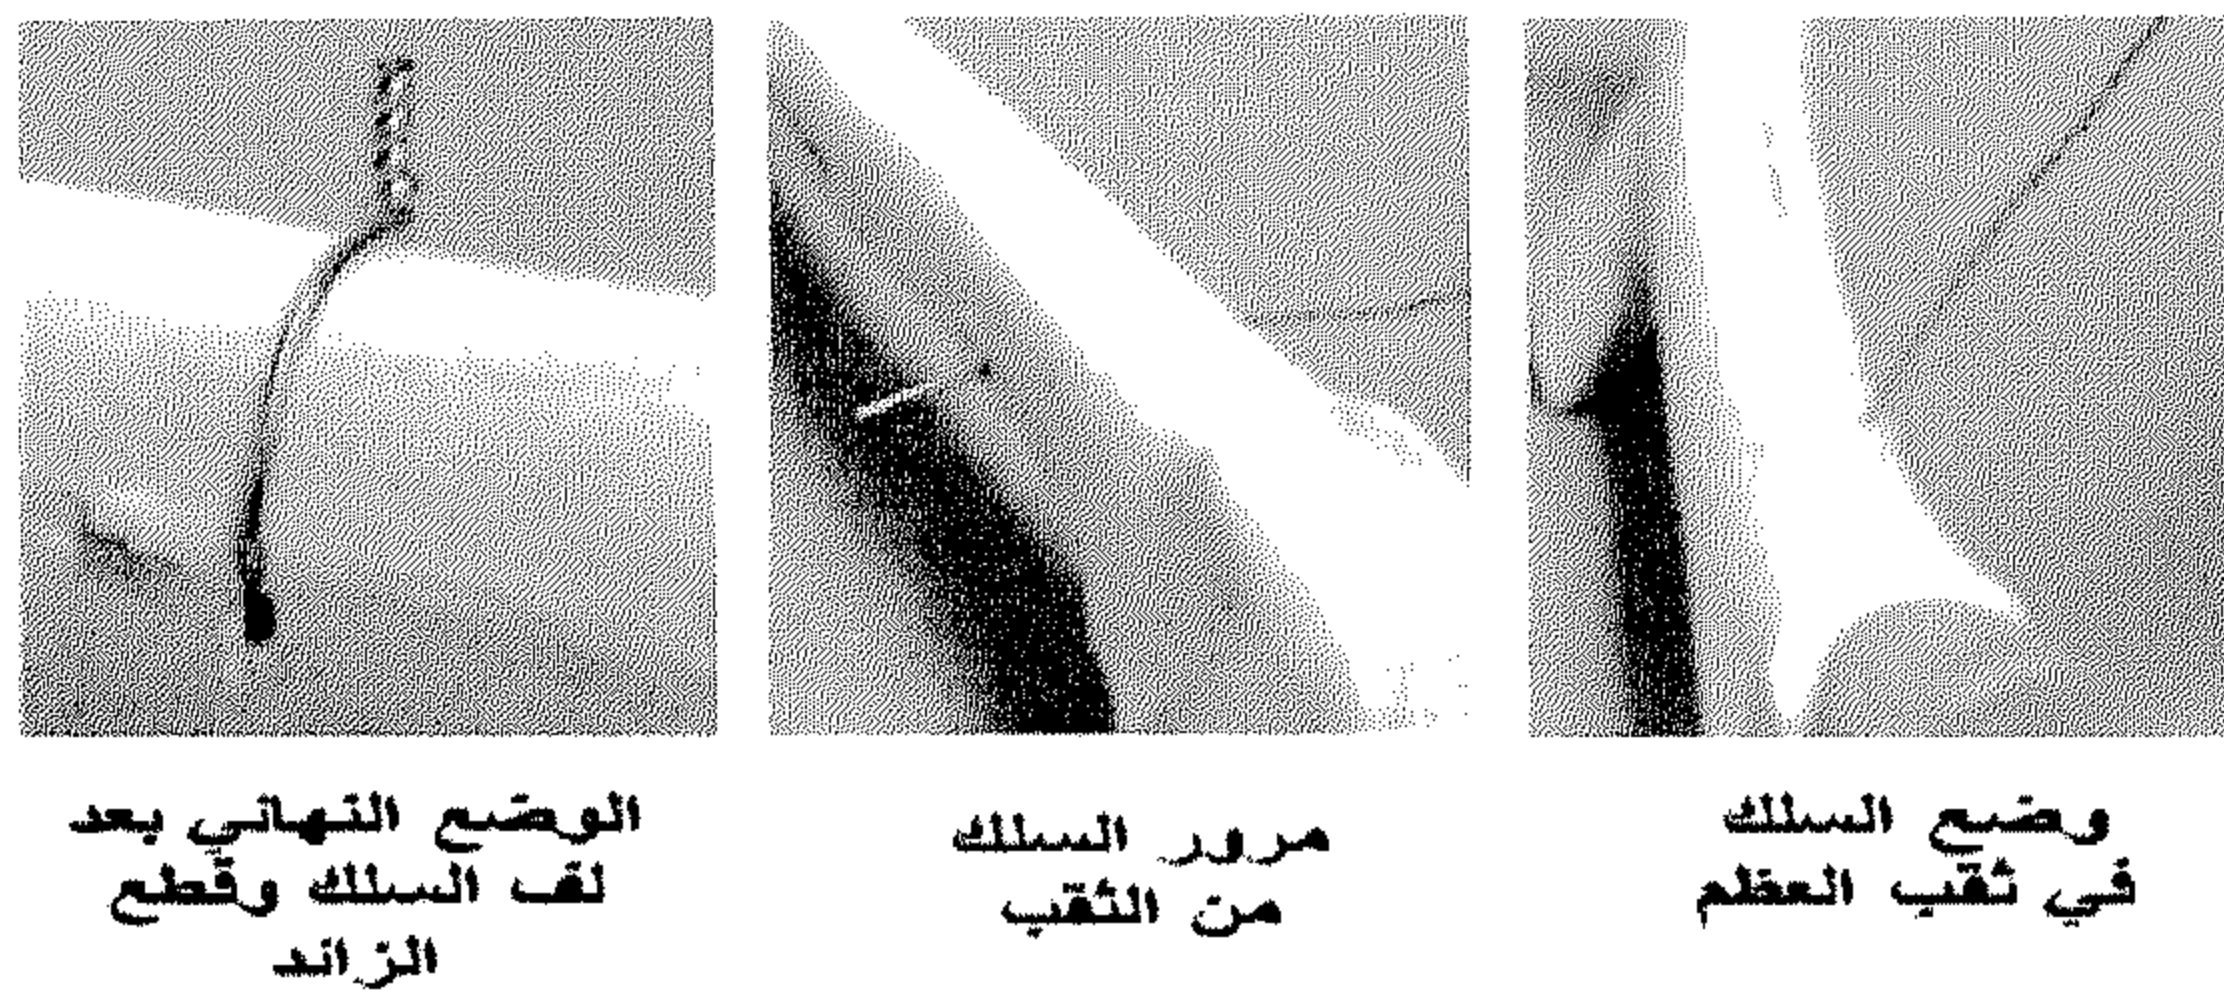 وضع السلك
في ثقب العظم
مرور السلك
من الثقب
الوضع النهائي بعد
لف السلك وقطع
الزائد